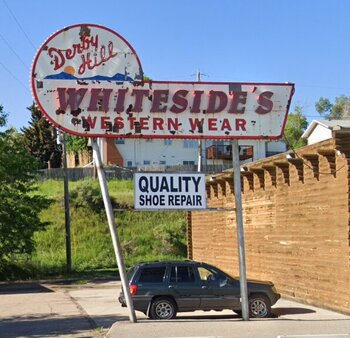 Derby
Hill
WHITESIDE'S
WESTERN WEAR
QUALITY
SHOE REPAIR